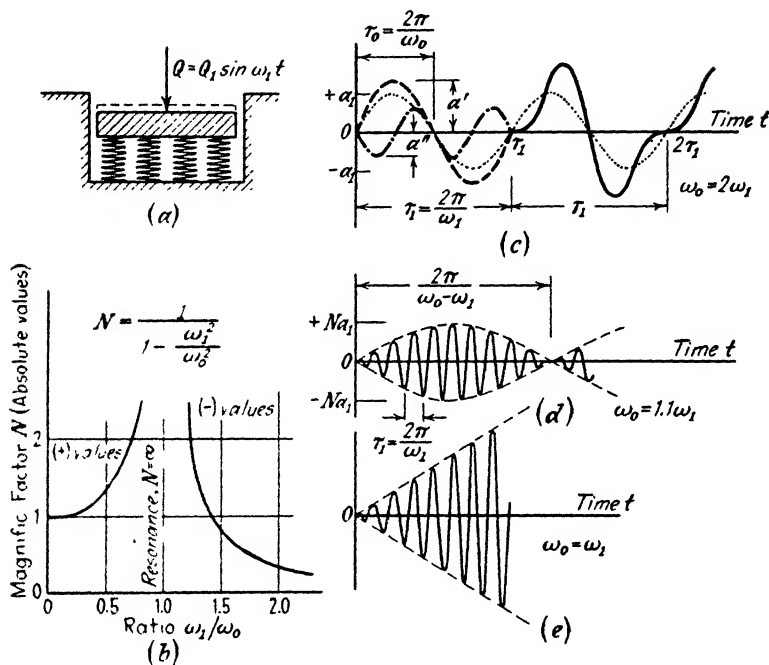 Q=Q₁ sin ω₁ t
(a)
Magnific Factor N (Absolute values)
N = 1 / (1 - ω₁²/ω₀²)
(+) values
(-) values
Resonance, N=∞
2
1
0
0 0.5 1.0 1.5 2.0
Ratio ω₁/ω₀
(b)
τ₀ = 2π/ω₀
+a₁
0
-a₁
a'
a"
τ₁
2τ₁
Time t
τ₁ = 2π/ω₁
τ₁
ω₀=2ω₁
(c)
2π/(ω₀-ω₁)
+Na₁
0
-Na₁
Time t
(d)
ω₀=1.1ω₁
τ₁ = 2π/ω₁
0
Time t
ω₀=ω₁
(e)